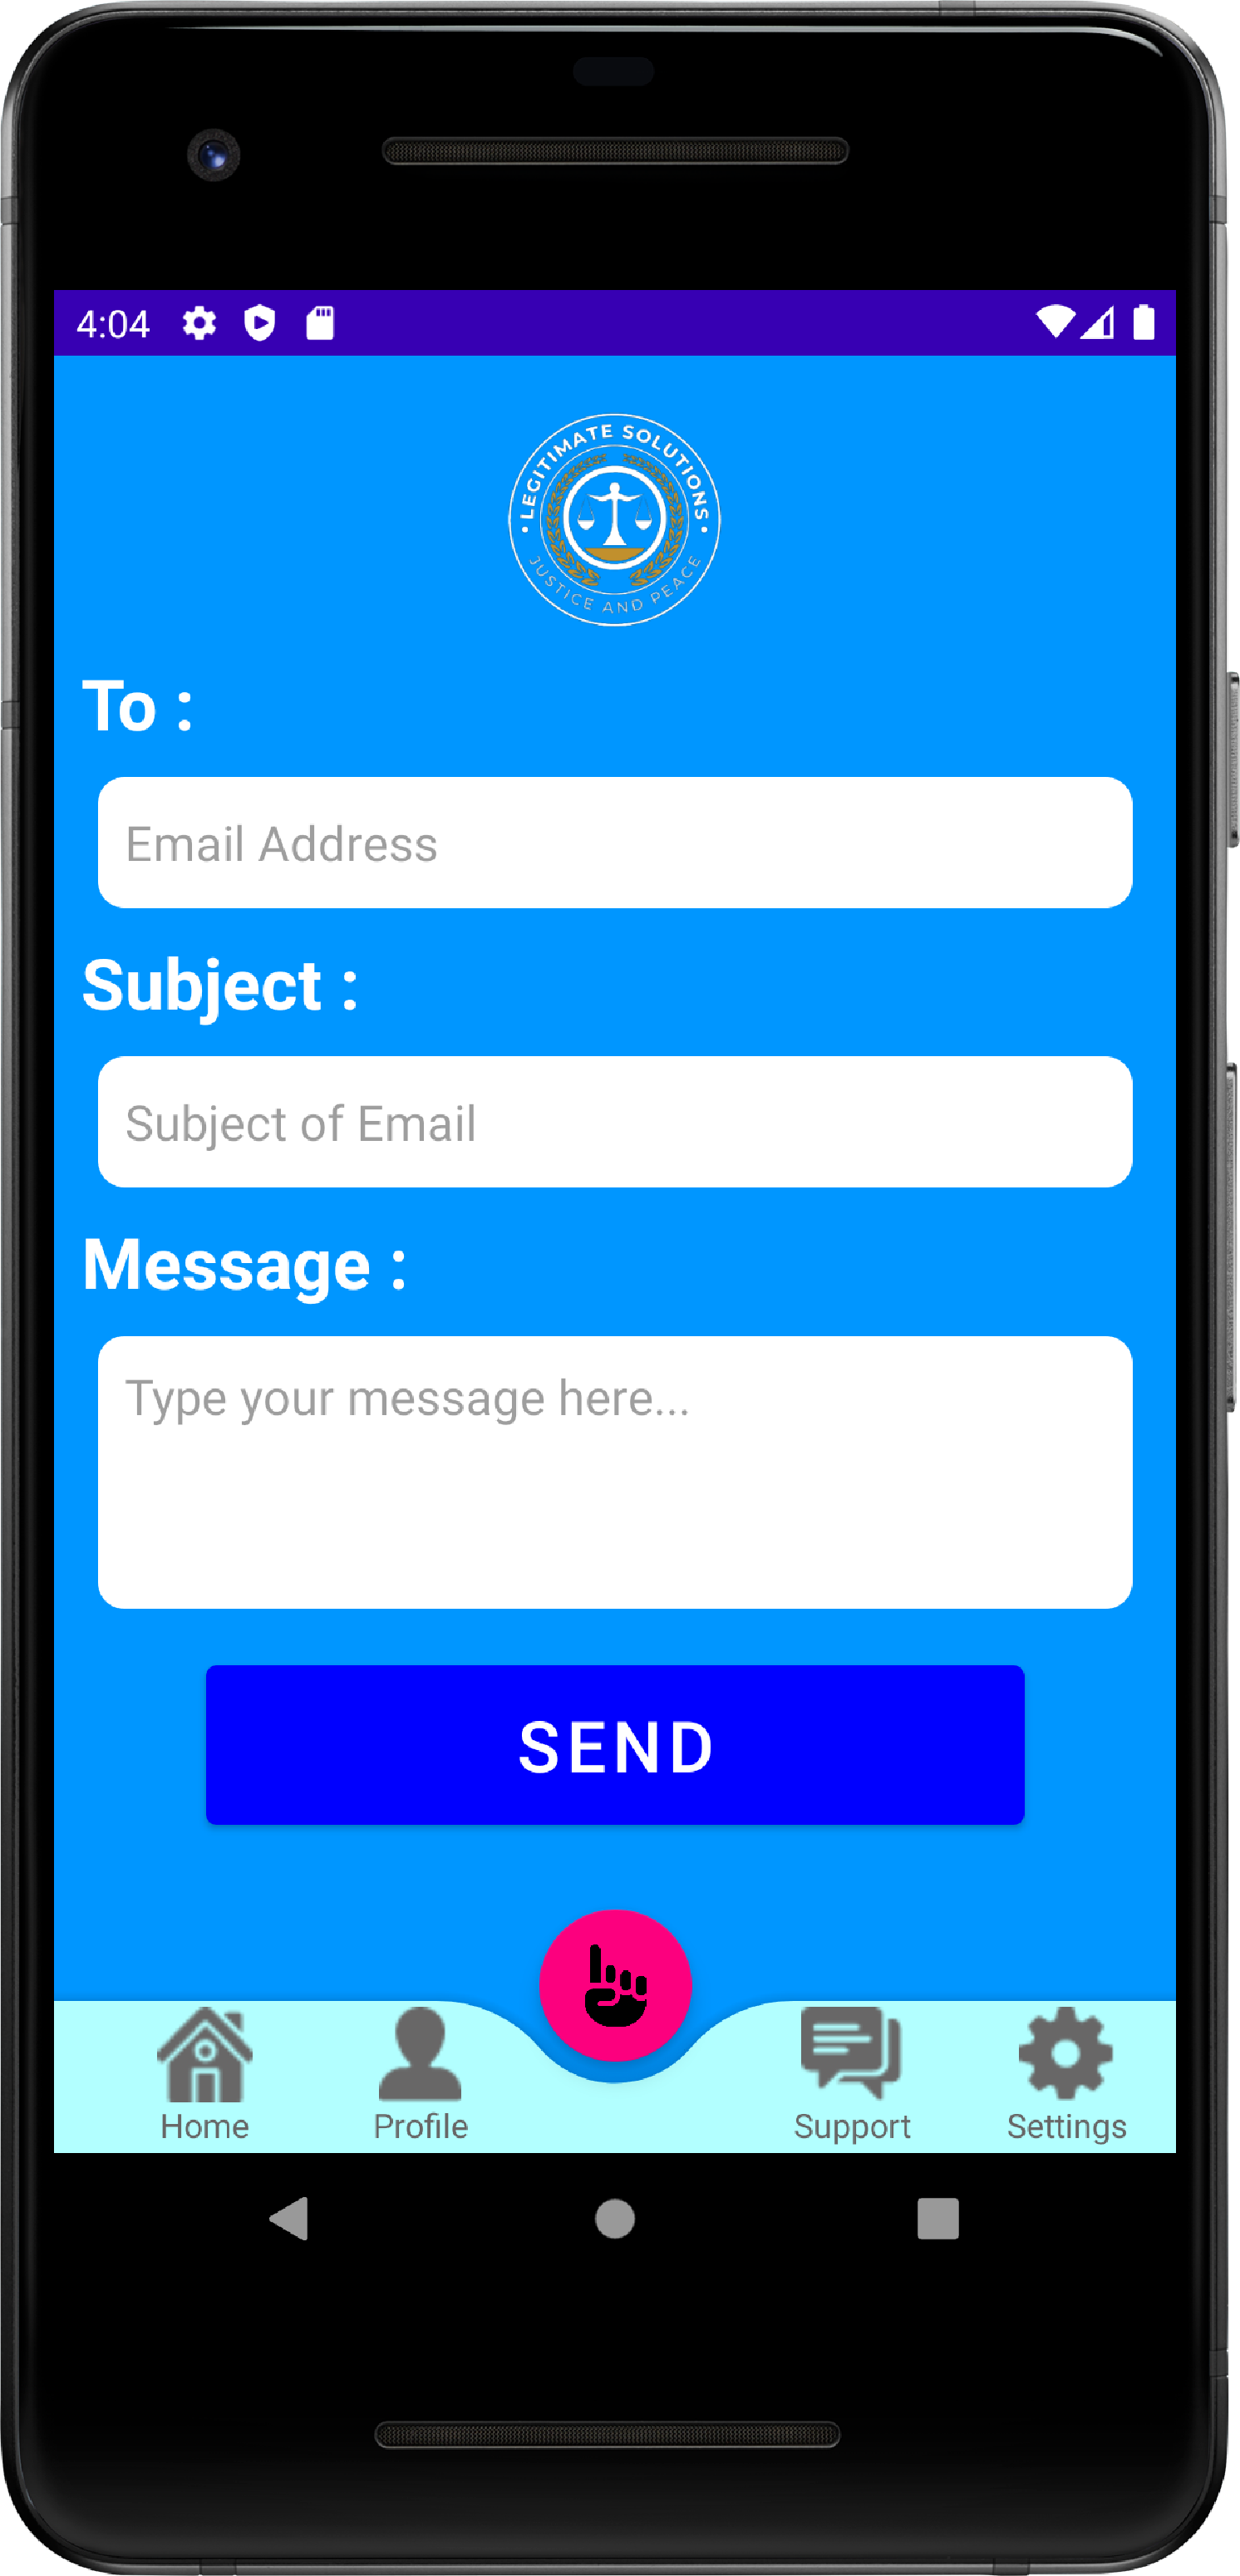 4:04
LEGITIMATE SOLUTIONS
JUSTICE AND PEACE
To :
Email Address
Subject :
Subject of Email
Message :
Type your message here...
SEND
Home Profile Support Settings